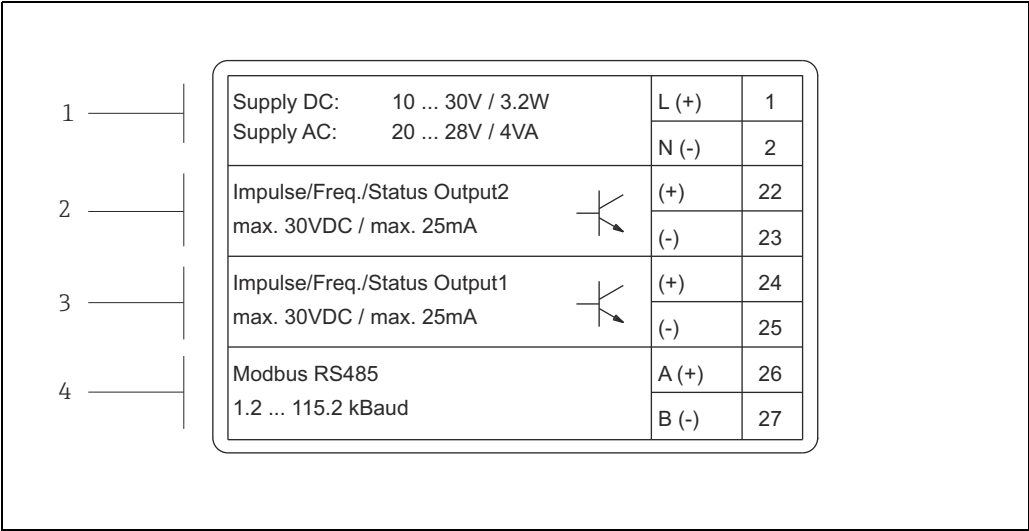 1
Supply DC: 10 ... 30V / 3.2W L (+) 1
Supply AC: 20 ... 28V / 4VA N (-) 2
2
Impulse/Freq./Status Output2 (+) 22
max. 30VDC / max. 25mA (-) 23
3
Impulse/Freq./Status Output1 (+) 24
max. 30VDC / max. 25mA (-) 25
4
Modbus RS485 A (+) 26
1.2 ... 115.2 kBaud B (-) 27